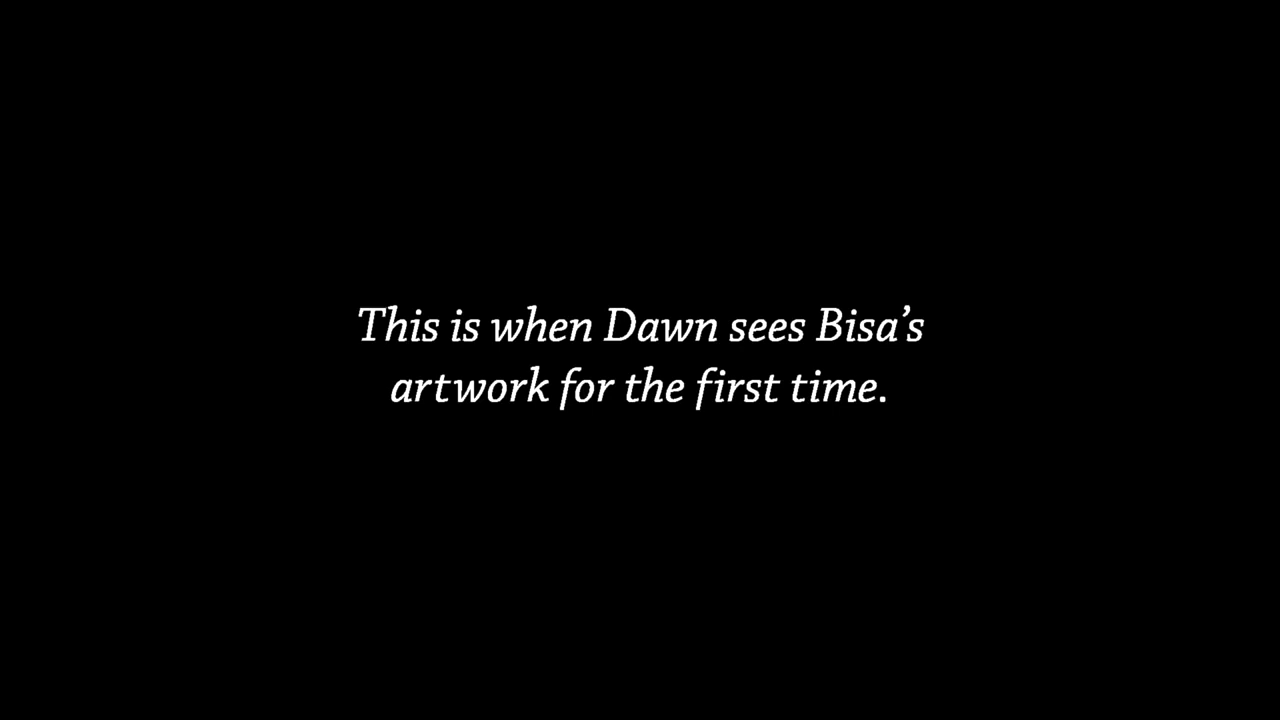 This is when Dawn sees Bisa’s
artwork for the first time.